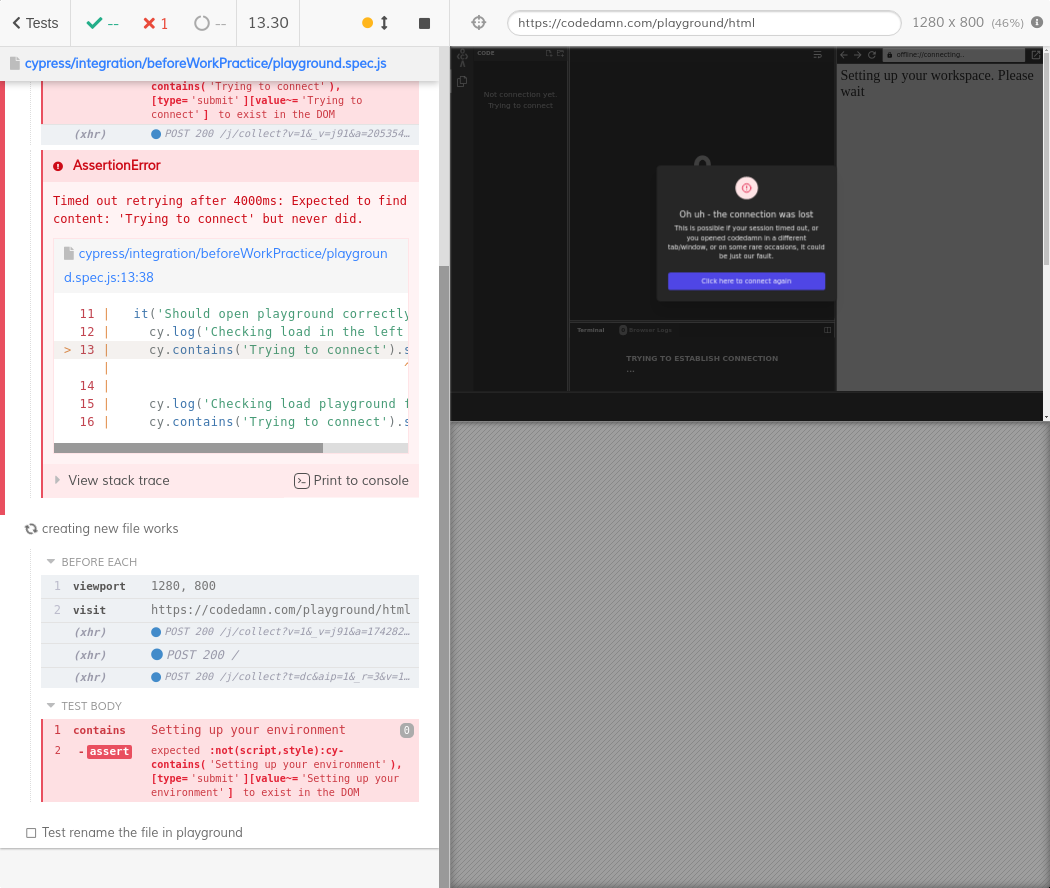 Tests
--
1
--
13.30
https://codedamn.com/playground/html
1280 x 800 (46%)
cypress/integration/beforeWorkPractice/playground.spec.js
contains('Trying to connect'),
[type='submit'][value~='Trying to
connect'] to exist in the DOM
(xhr) POST 200 /j/collect?v=1&_v=j91&a=205354…
AssertionError
Timed out retrying after 4000ms: Expected to find
content: 'Trying to connect' but never did.
cypress/integration/beforeWorkPractice/playgroun
d.spec.js:13:38
11 | it('Should open playground correctly
12 | cy.log('Checking load in the left
> 13 | cy.contains('Trying to connect').s
| ^
14 |
15 | cy.log('Checking load playground f
16 | cy.contains('Trying to connect').s
View stack trace
Print to console
creating new file works
BEFORE EACH
1 viewport 1280, 800
2 visit https://codedamn.com/playground/html
(xhr) POST 200 /j/collect?v=1&_v=j91&a=174282…
(xhr) POST 200 /
(xhr) POST 200 /j/collect?t=dc&aip=1&_r=3&v=1…
TEST BODY
1 contains Setting up your environment 0
2 -assert expected :not(script,style):cy-
contains('Setting up your environment'),
[type='submit'][value~='Setting up your
environment'] to exist in the DOM
Test rename the file in playground
CODE
Not connection yet.
Trying to connect
offline://connecting..
Setting up your workspace. Please
wait
Oh uh - the connection was lost
This is possible if your session timed out, or
you opened codedamn in a different
tab/window, or on some rare occasions, it could
be just our fault.
Click here to connect again
Terminal
Browser Logs
TRYING TO ESTABLISH CONNECTION
...